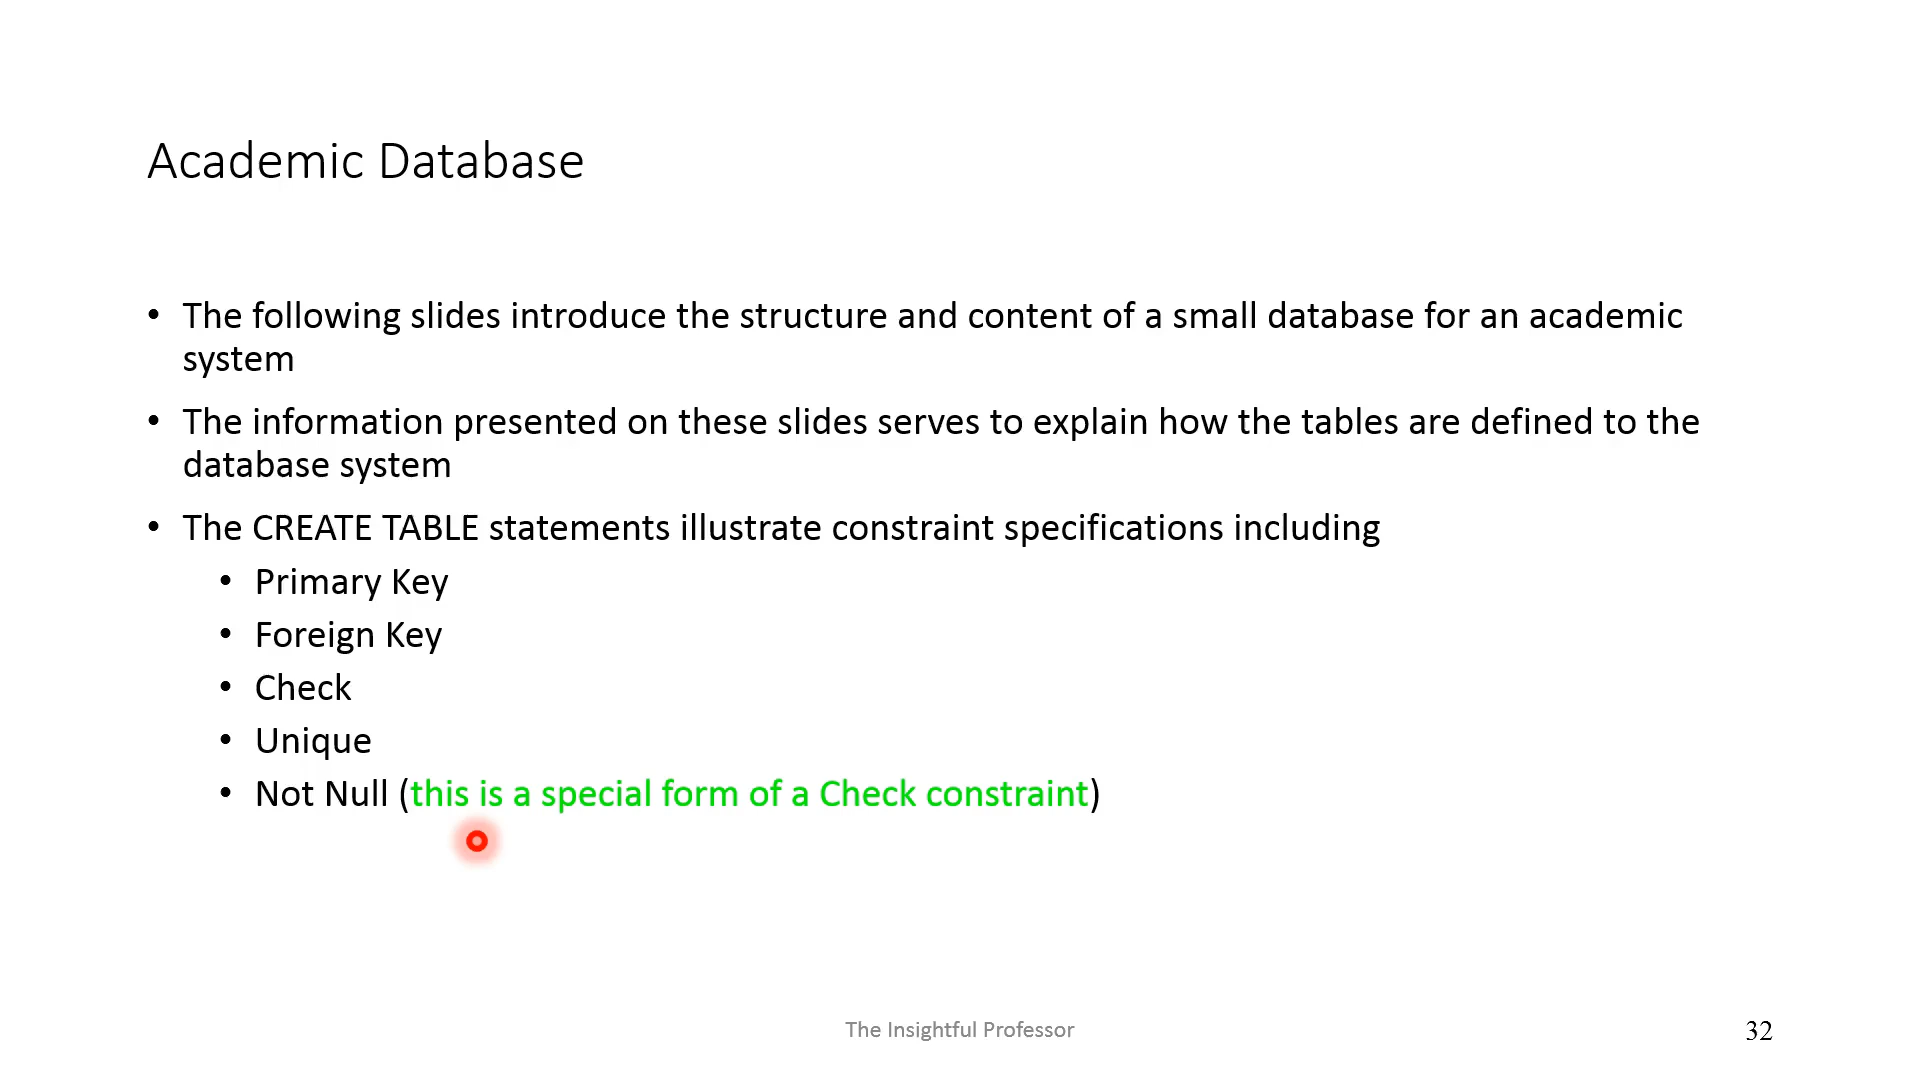 Academic Database
• The following slides introduce the structure and content of a small database for an academic
system
• The information presented on these slides serves to explain how the tables are defined to the
database system
• The CREATE TABLE statements illustrate constraint specifications including
• Primary Key
• Foreign Key
• Check
• Unique
• Not Null (this is a special form of a Check constraint)
The Insightful Professor
32